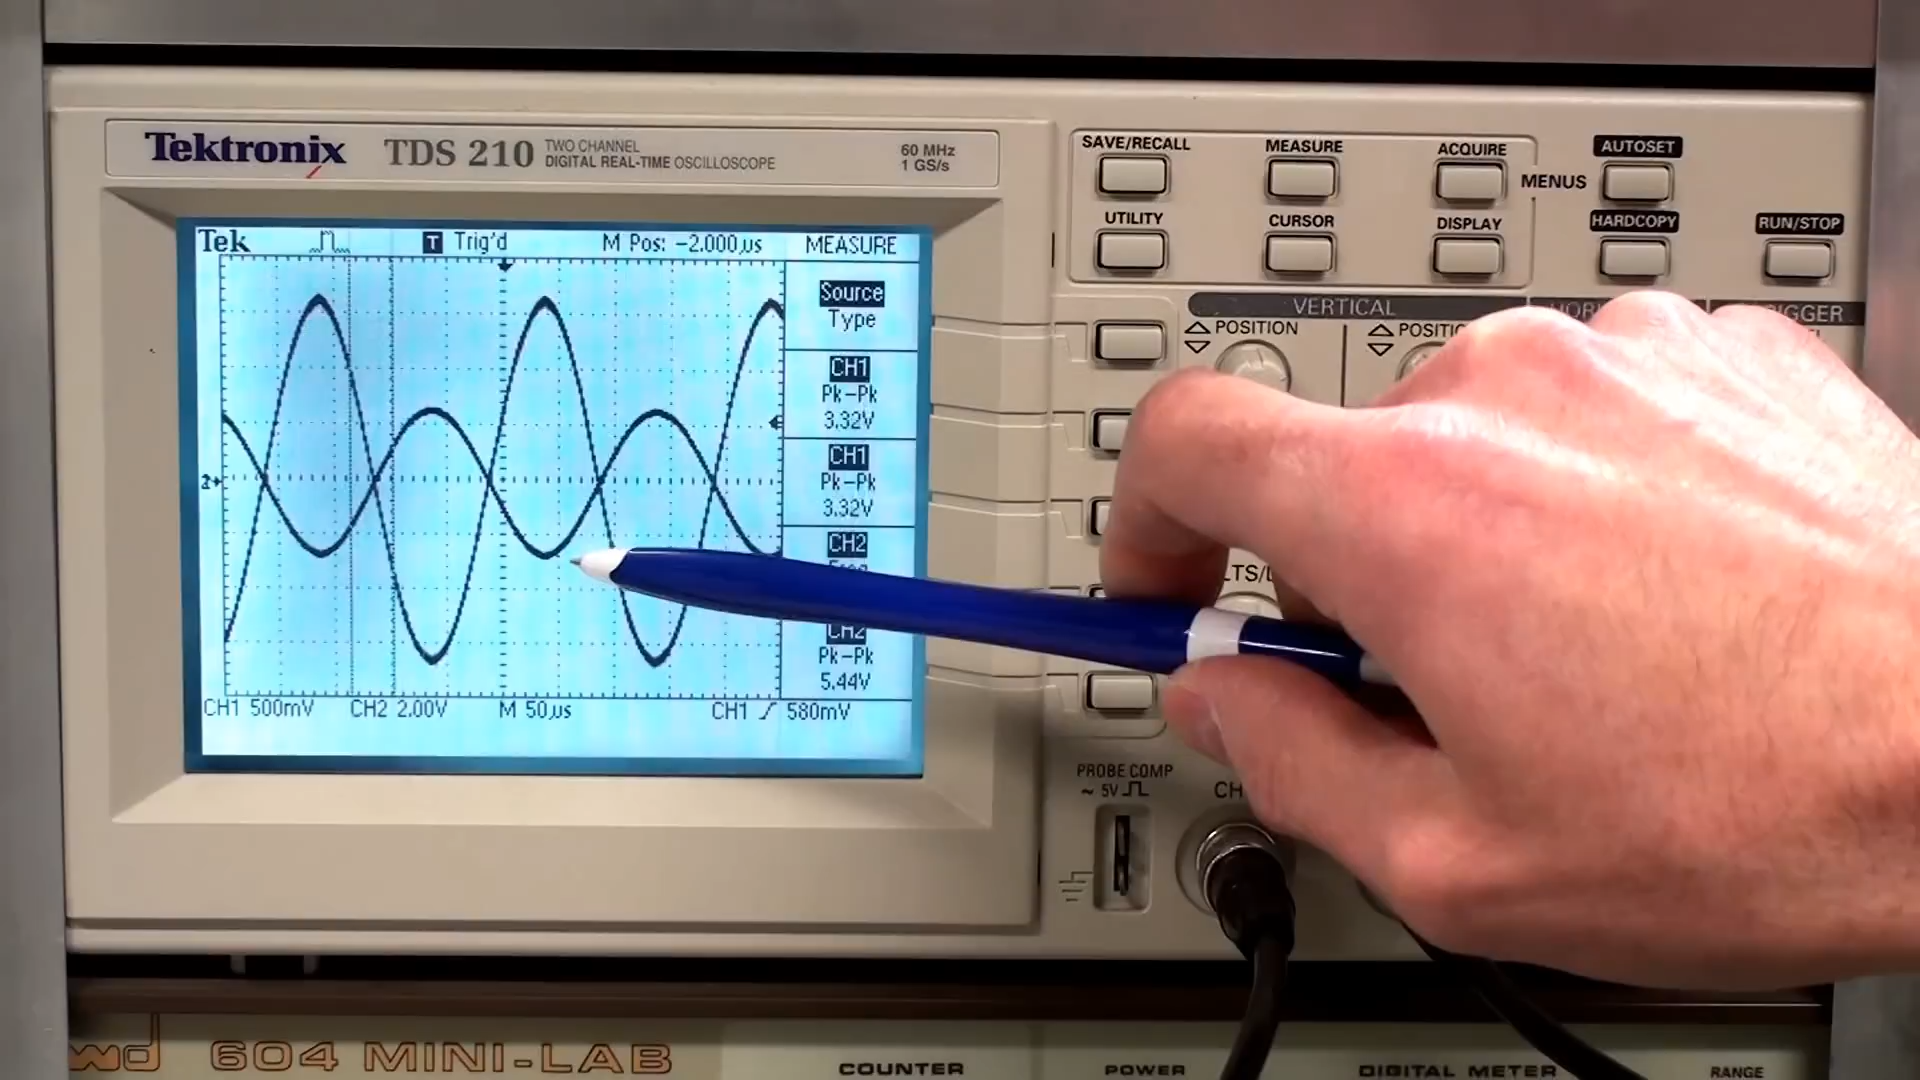 Tektronix TDS 210 TWO CHANNEL
DIGITAL REAL-TIME OSCILLOSCOPE
60 MHz
1 GS/s
Tek T Trig'd M Pos: -2.000µs MEASURE
Source
Type
CH1
Pk-Pk
3.32V
CH1
Pk-Pk
3.32V
CH2
CH2
Pk-Pk
5.44V
2
CH1 500mV CH2 2.00V M 50µs CH1 580mV
SAVE/RECALL MEASURE ACQUIRE AUTOSET
MENUS
UTILITY CURSOR DISPLAY HARDCOPY RUN/STOP
VERTICAL
POSITION
PROBE COMP
~ 5V
CH
604 MINI-LAB
COUNTER POWER DIGITAL METER RANGE